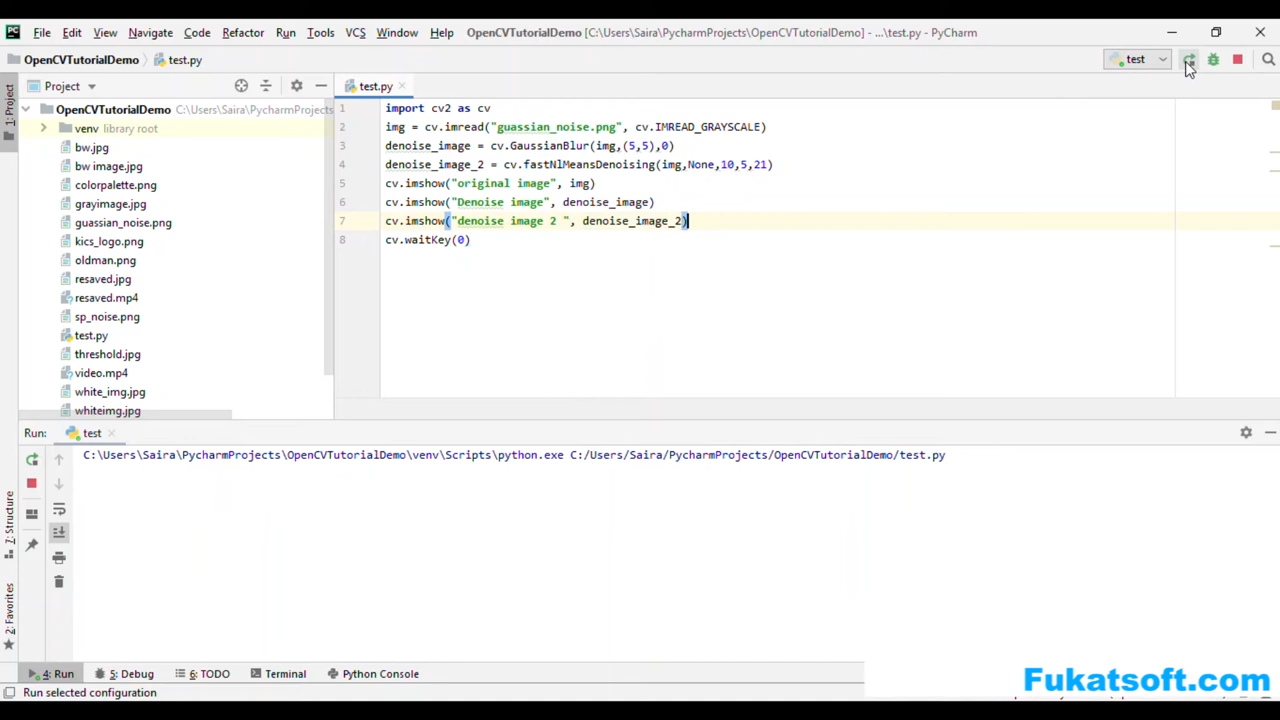 PC File Edit View Navigate Code Refactor Run Tools VCS Window Help OpenCVTutorialDemo [C:\Users\Saira\PycharmProjects\OpenCVTutorialDemo] - ...\test.py - PyCharm
OpenCVTutorialDemo test.py test
1: Project
Project test.py
OpenCVTutorialDemo C:\Users\Saira\PycharmProjects
venv library root
bw.jpg
bw image.jpg
colorpalette.png
grayimage.jpg
guassian_noise.png
kics_logo.png
oldman.png
resaved.jpg
resaved.mp4
sp_noise.png
test.py
threshold.jpg
video.mp4
white_img.jpg
whiteimg.jpg
1 import cv2 as cv
2 img = cv.imread("guassian_noise.png", cv.IMREAD_GRAYSCALE)
3 denoise_image = cv.GaussianBlur(img,(5,5),0)
4 denoise_image_2 = cv.fastNlMeansDenoising(img,None,10,5,21)
5 cv.imshow("original image", img)
6 cv.imshow("Denoise image", denoise_image)
7 cv.imshow("denoise image 2 ", denoise_image_2)
8 cv.waitKey(0)
Run: test
C:\Users\Saira\PycharmProjects\OpenCVTutorialDemo\venv\Scripts\python.exe C:/Users/Saira/PycharmProjects/OpenCVTutorialDemo/test.py
7: Structure
2: Favorites
4: Run 5: Debug 6: TODO Terminal Python Console
Run selected configuration
Fukatsoft.com